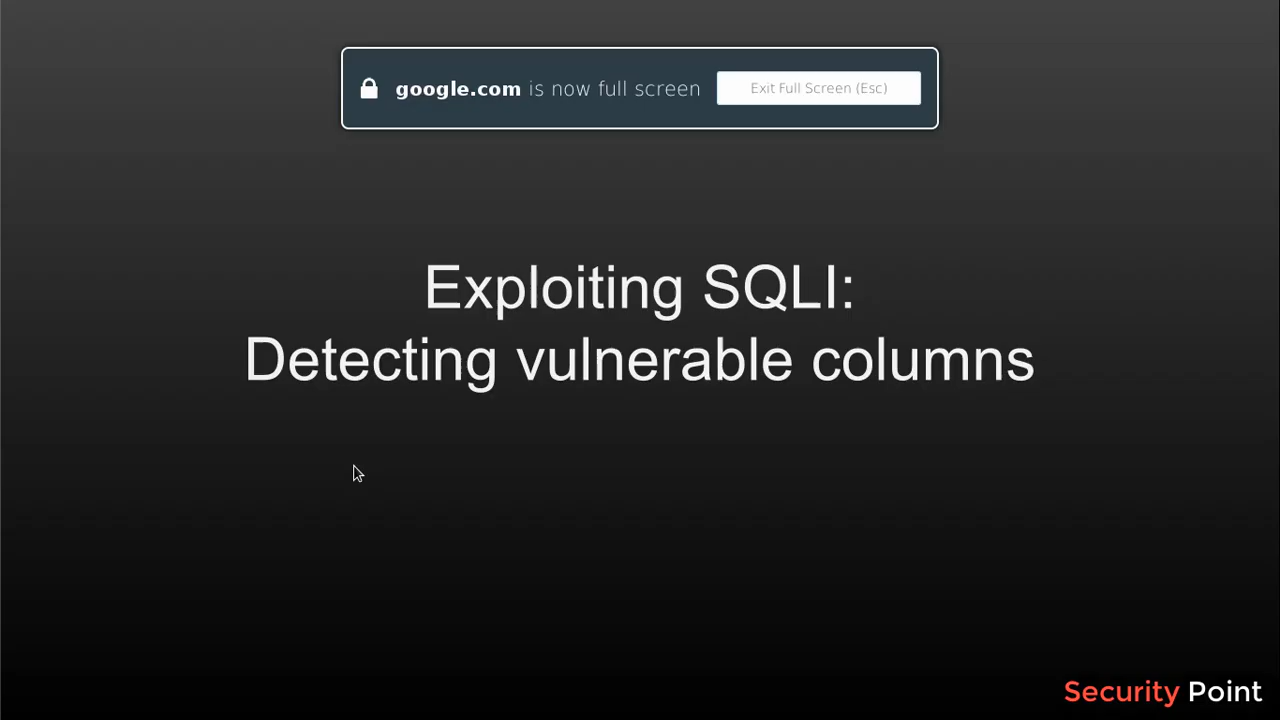 google.com is now full screen Exit Full Screen (Esc)
Exploiting SQLI:
Detecting vulnerable columns
Security Point